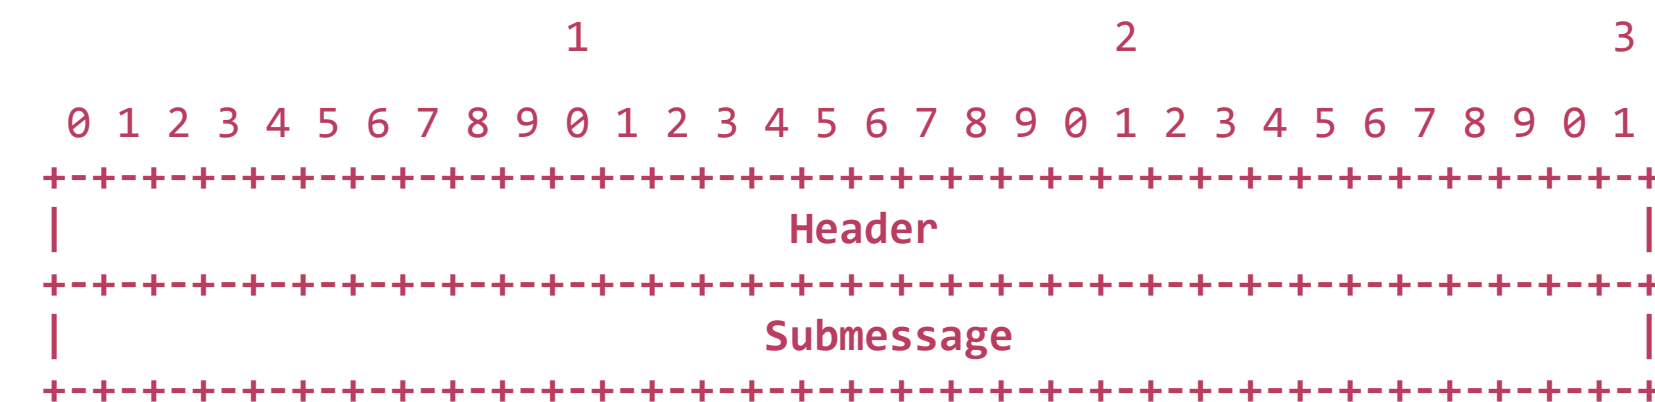 1                     2                   3
 0 1 2 3 4 5 6 7 8 9 0 1 2 3 4 5 6 7 8 9 0 1 2 3 4 5 6 7 8 9 0 1
+-+-+-+-+-+-+-+-+-+-+-+-+-+-+-+-+-+-+-+-+-+-+-+-+-+-+-+-+-+-+-+-+
|                             Header                            |
+-+-+-+-+-+-+-+-+-+-+-+-+-+-+-+-+-+-+-+-+-+-+-+-+-+-+-+-+-+-+-+-+
|                            Submessage                         |
+-+-+-+-+-+-+-+-+-+-+-+-+-+-+-+-+-+-+-+-+-+-+-+-+-+-+-+-+-+-+-+-+